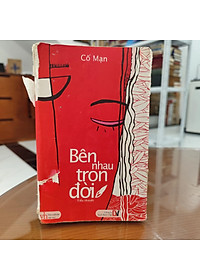 Cố Mạn
Bên
nhau
trọn
đời